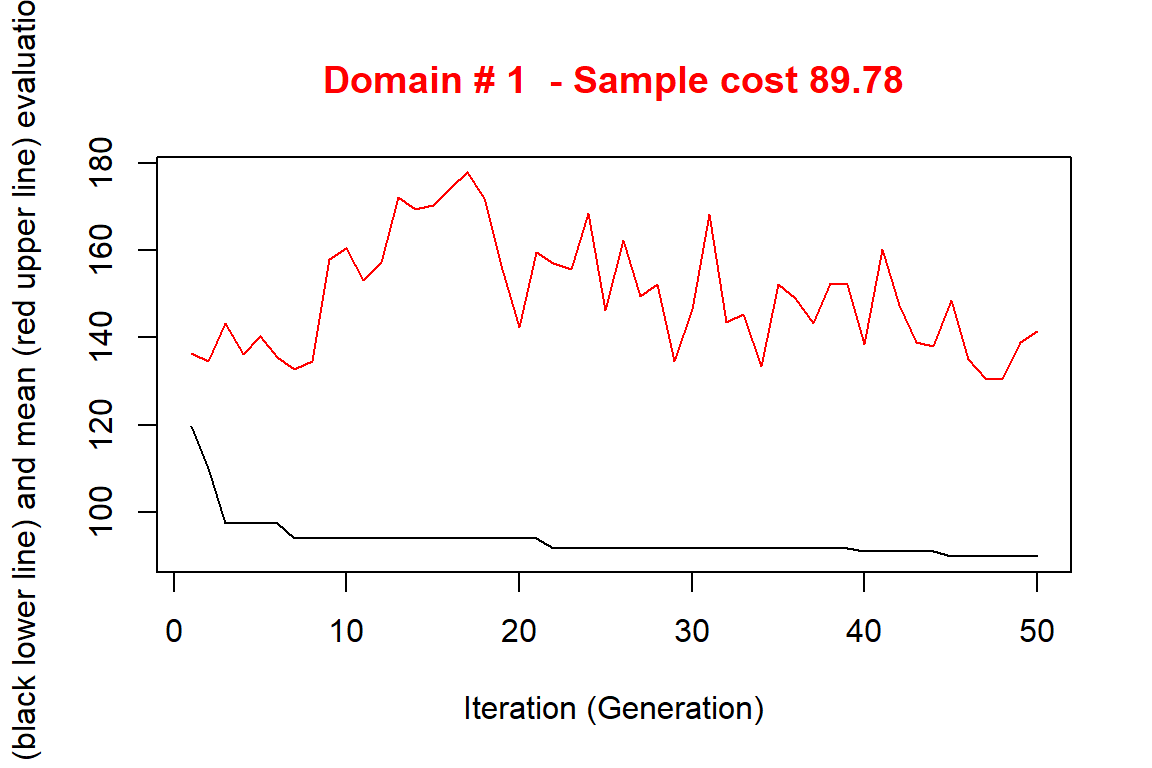 Domain # 1  - Sample cost 89.78
(black lower line) and mean (red upper line) evaluatio
180
160
140
120
100
0 10 20 30 40 50
Iteration (Generation)